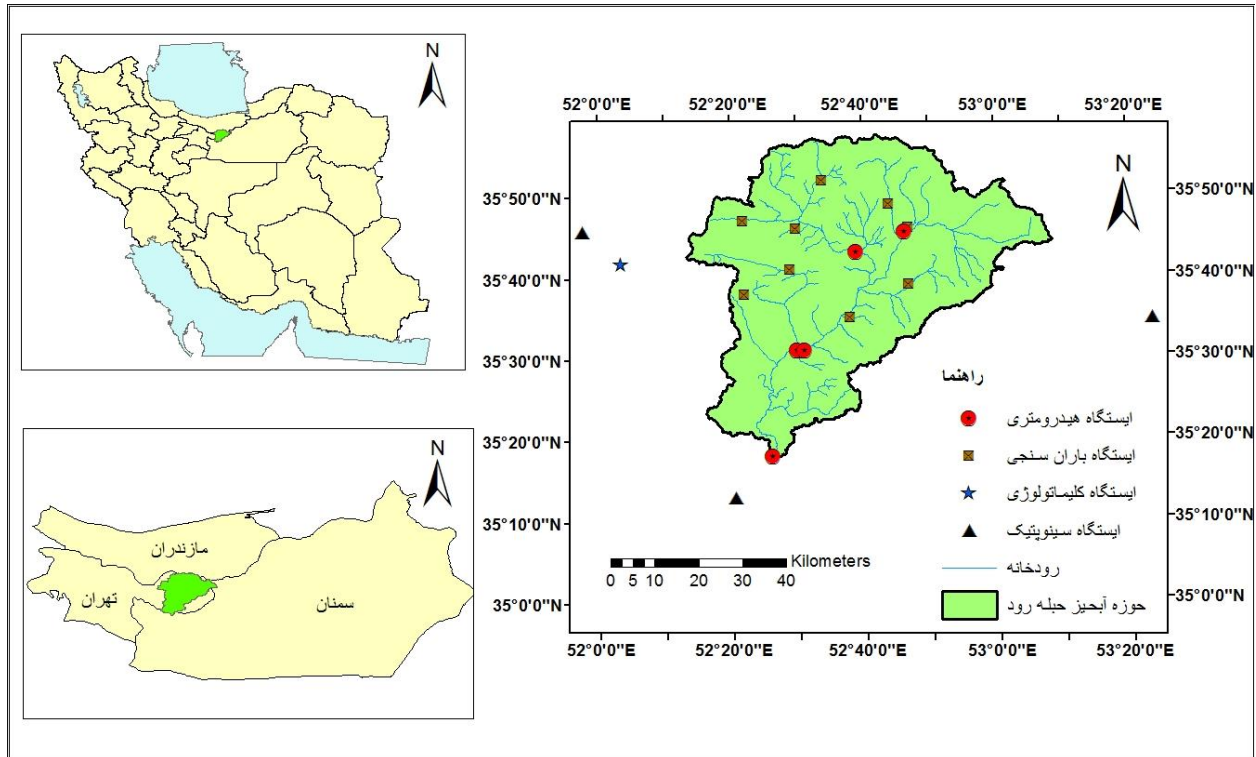 N
N
مازندران
تهران
سمنان
52°0'0"E 52°20'0"E 52°40'0"E 53°0'0"E 53°20'0"E
N
35°50'0"N 35°50'0"N
35°40'0"N 35°40'0"N
35°30'0"N 35°30'0"N
35°20'0"N 35°20'0"N
35°10'0"N 35°10'0"N
35°0'0"N 35°0'0"N
راهنما
ایستگاه هیدرومتری
ایستگاه باران سنجی
ایستگاه کلیماتولوژی
ایستگاه سینوپتیک
رودخانه
حوزه آبخیز حبله رود
Kilometers
0 5 10 20 30 40
52°0'0"E 52°20'0"E 52°40'0"E 53°0'0"E 53°20'0"E